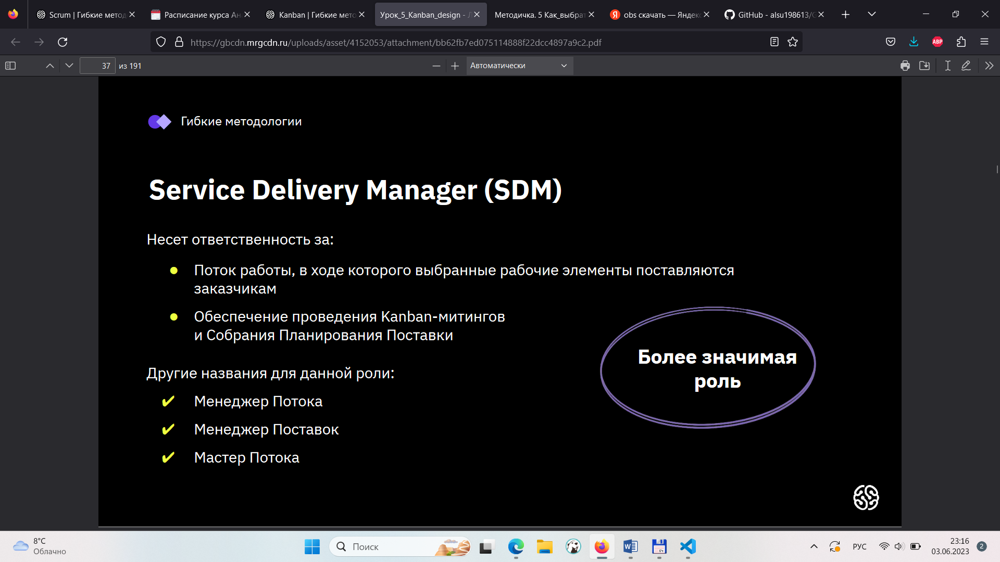 Scrum | Гибкие метод
Расписание курса Ан
Kanban | Гибкие мето
Урок_5_Kanban_design - Л
Методичка. 5 Как_выбрат
obs скачать — Яндекс
GitHub - alsu198613/G
https://gbcdn.mrgcdn.ru/uploads/asset/4152053/attachment/bb62fb7ed075114888f22dcc4897a9c2.pdf
ABP
37 из 191
Автоматически
Гибкие методологии
Service Delivery Manager (SDM)
Несет ответственность за:
Поток работы, в ходе которого выбранные рабочие элементы поставляются
заказчикам
Обеспечение проведения Kanban-митингов
и Собрания Планирования Поставки
Более значимая
роль
Другие названия для данной роли:
Менеджер Потока
Менеджер Поставок
Мастер Потока
8°C
Облачно
Поиск
64
РУС
23:16
03.06.2023
2